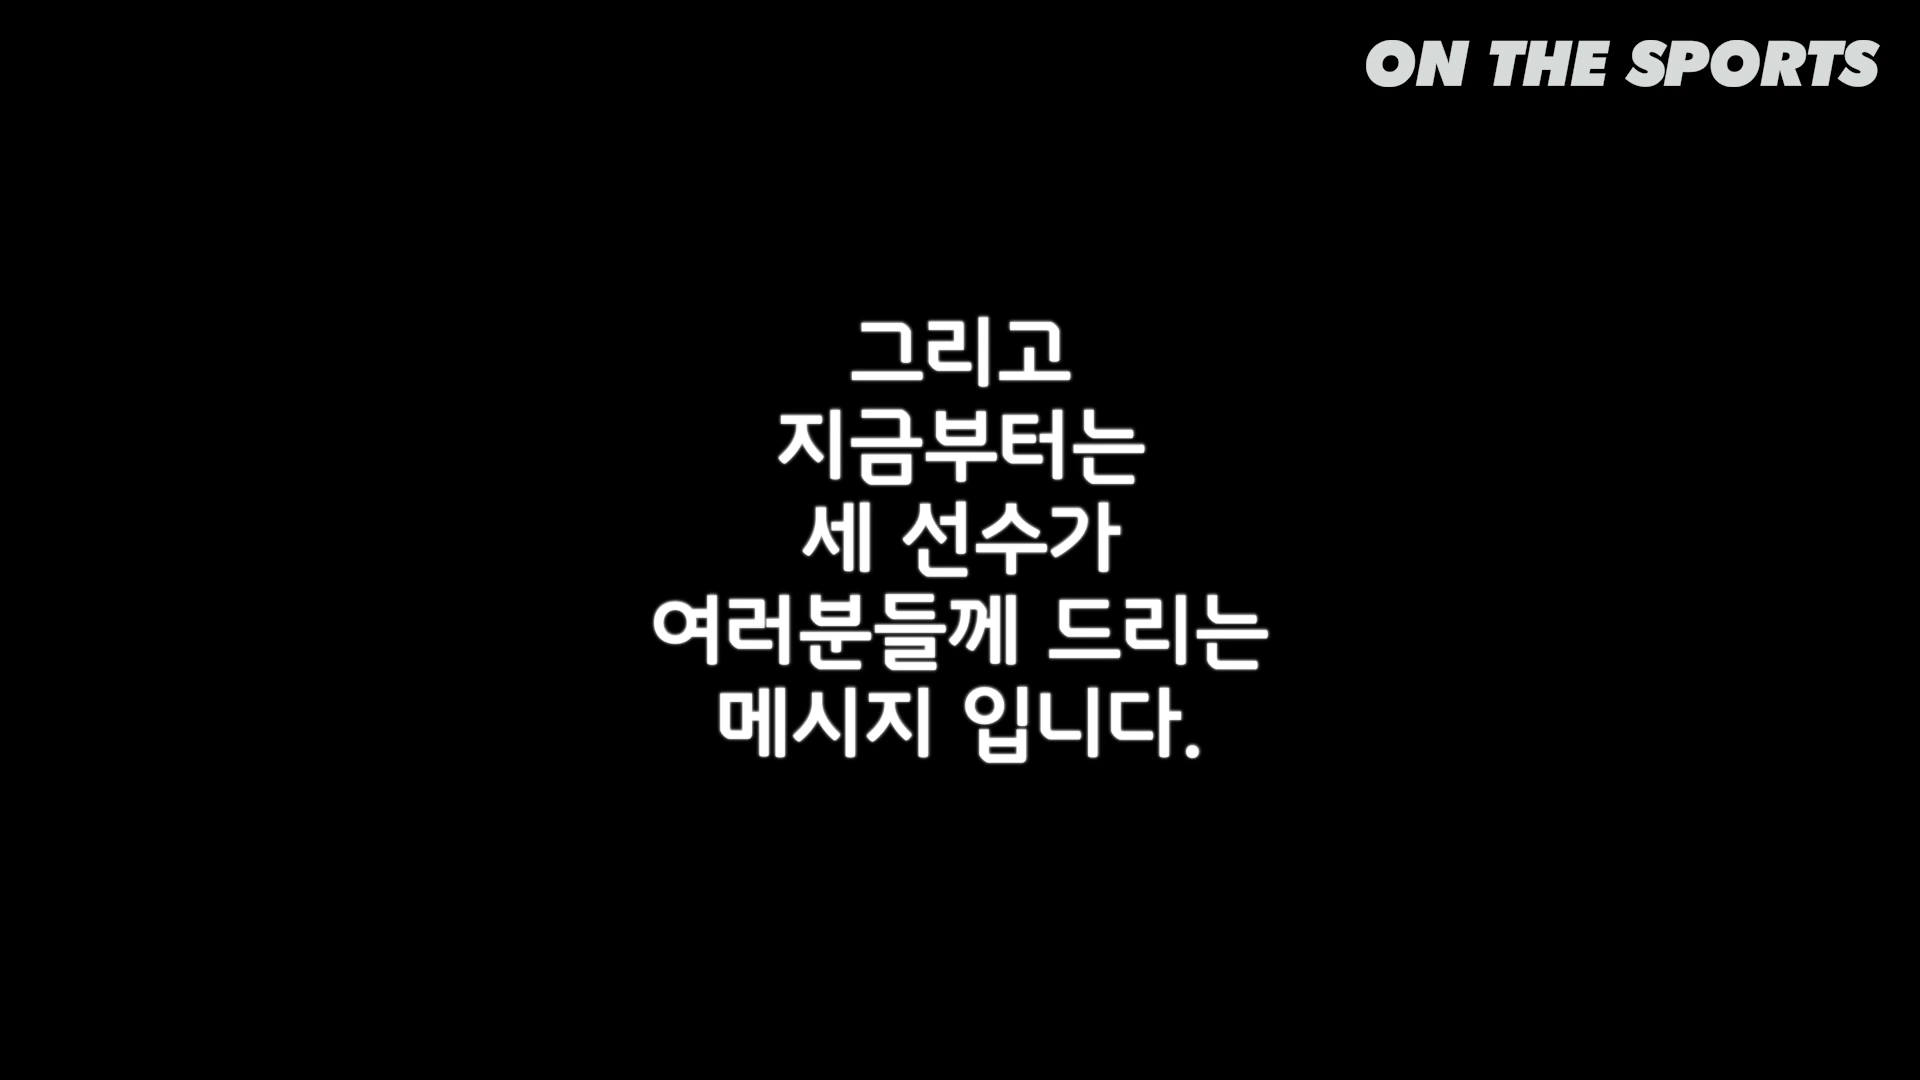 ON THE SPORTS
그리고
지금부터는
세 선수가
여러분들께 드리는
메시지 입니다.